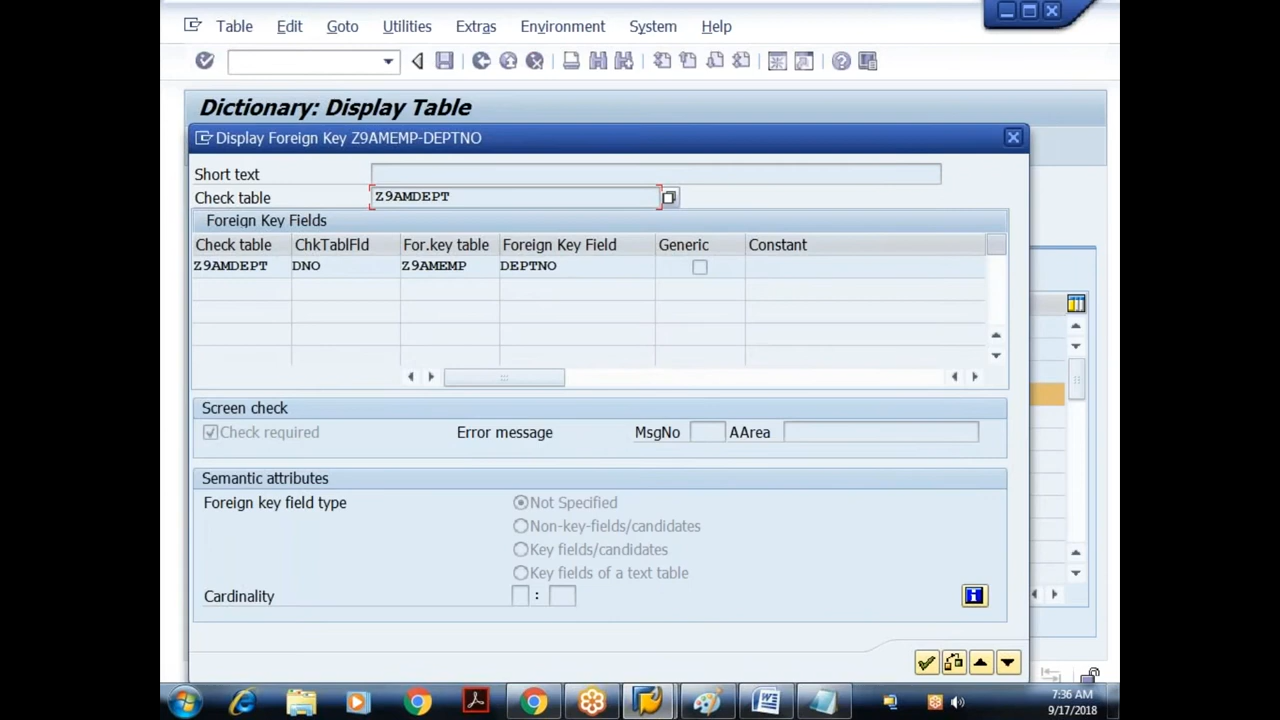 Table Edit Goto Utilities Extras Environment System Help
Dictionary: Display Table
Display Foreign Key Z9AMEMP-DEPTNO
Short text
Check table Z9AMDEPT
Foreign Key Fields
Check table ChkTablFld For.key table Foreign Key Field Generic Constant
Z9AMDEPT DNO Z9AMEMP DEPTNO
Screen check
Check required Error message MsgNo AArea
Semantic attributes
Foreign key field type Not Specified
Non-key-fields/candidates
Key fields/candidates
Key fields of a text table
Cardinality :
7:36 AM
9/17/2018